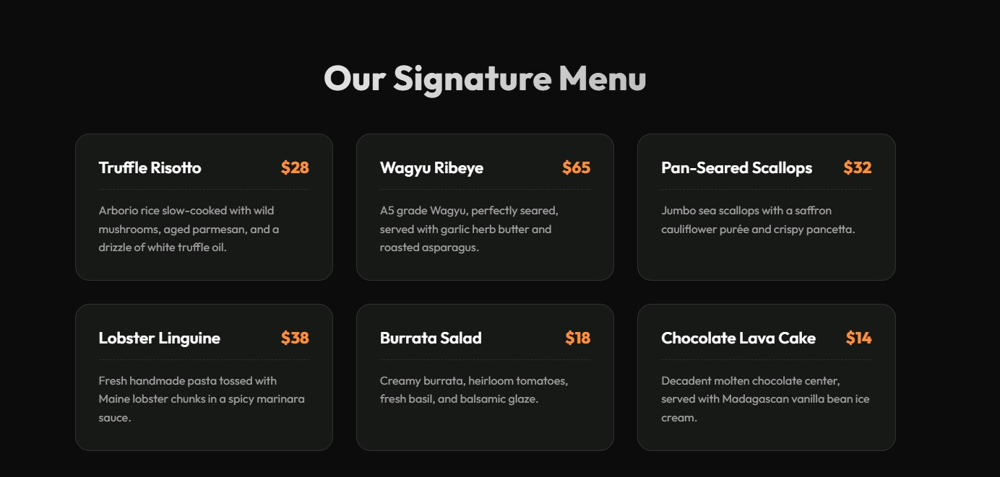 Our Signature Menu
Truffle Risotto $28
Arborio rice slow-cooked with wild
mushrooms, aged parmesan, and a
drizzle of white truffle oil.
Wagyu Ribeye $65
A5 grade Wagyu, perfectly seared,
served with garlic herb butter and
roasted asparagus.
Pan-Seared Scallops $32
Jumbo sea scallops with a saffron
cauliflower purée and crispy pancetta.
Lobster Linguine $38
Fresh handmade pasta tossed with
Maine lobster chunks in a spicy marinara
sauce.
Burrata Salad $18
Creamy burrata, heirloom tomatoes,
fresh basil, and balsamic glaze.
Chocolate Lava Cake $14
Decadent molten chocolate center,
served with Madagascan vanilla bean ice
cream.